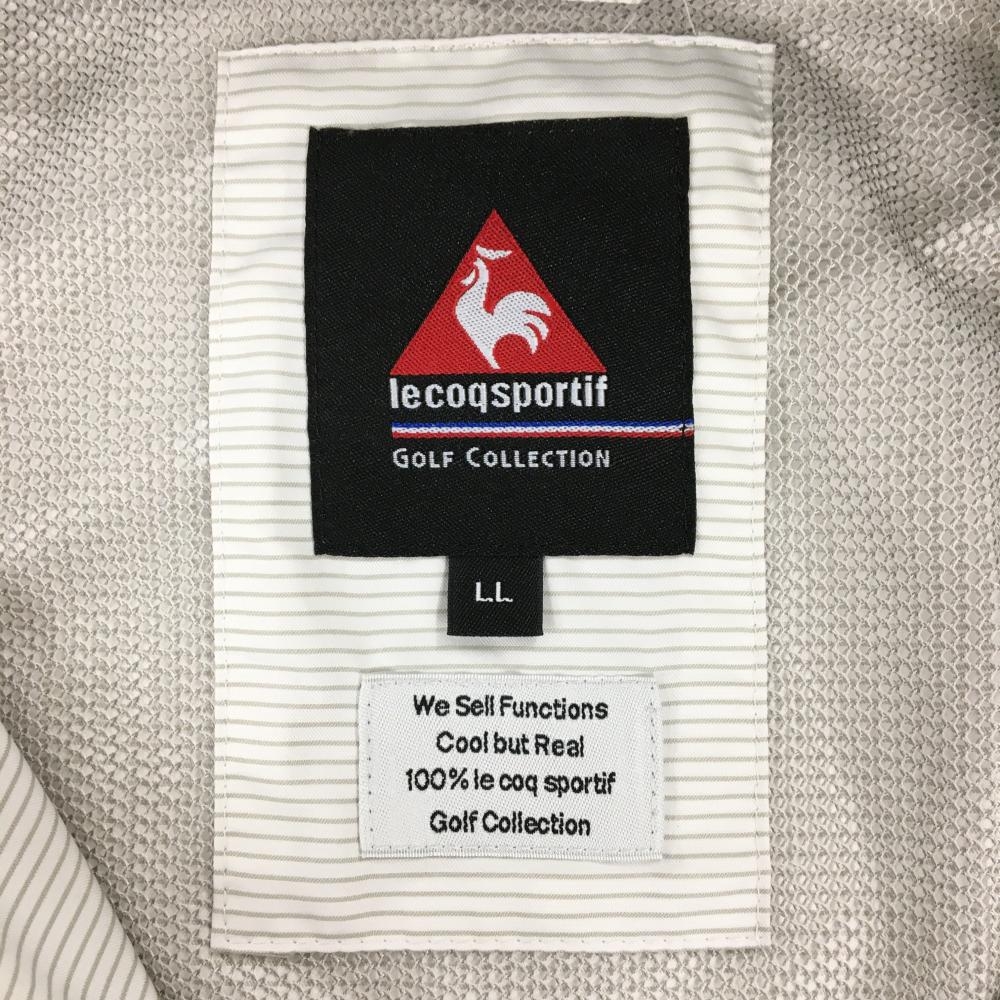 lecoqsportif
GOLF COLLECTION
LL
We Sell Functions
Cool but Real
100% le coq sportif
Golf Collection